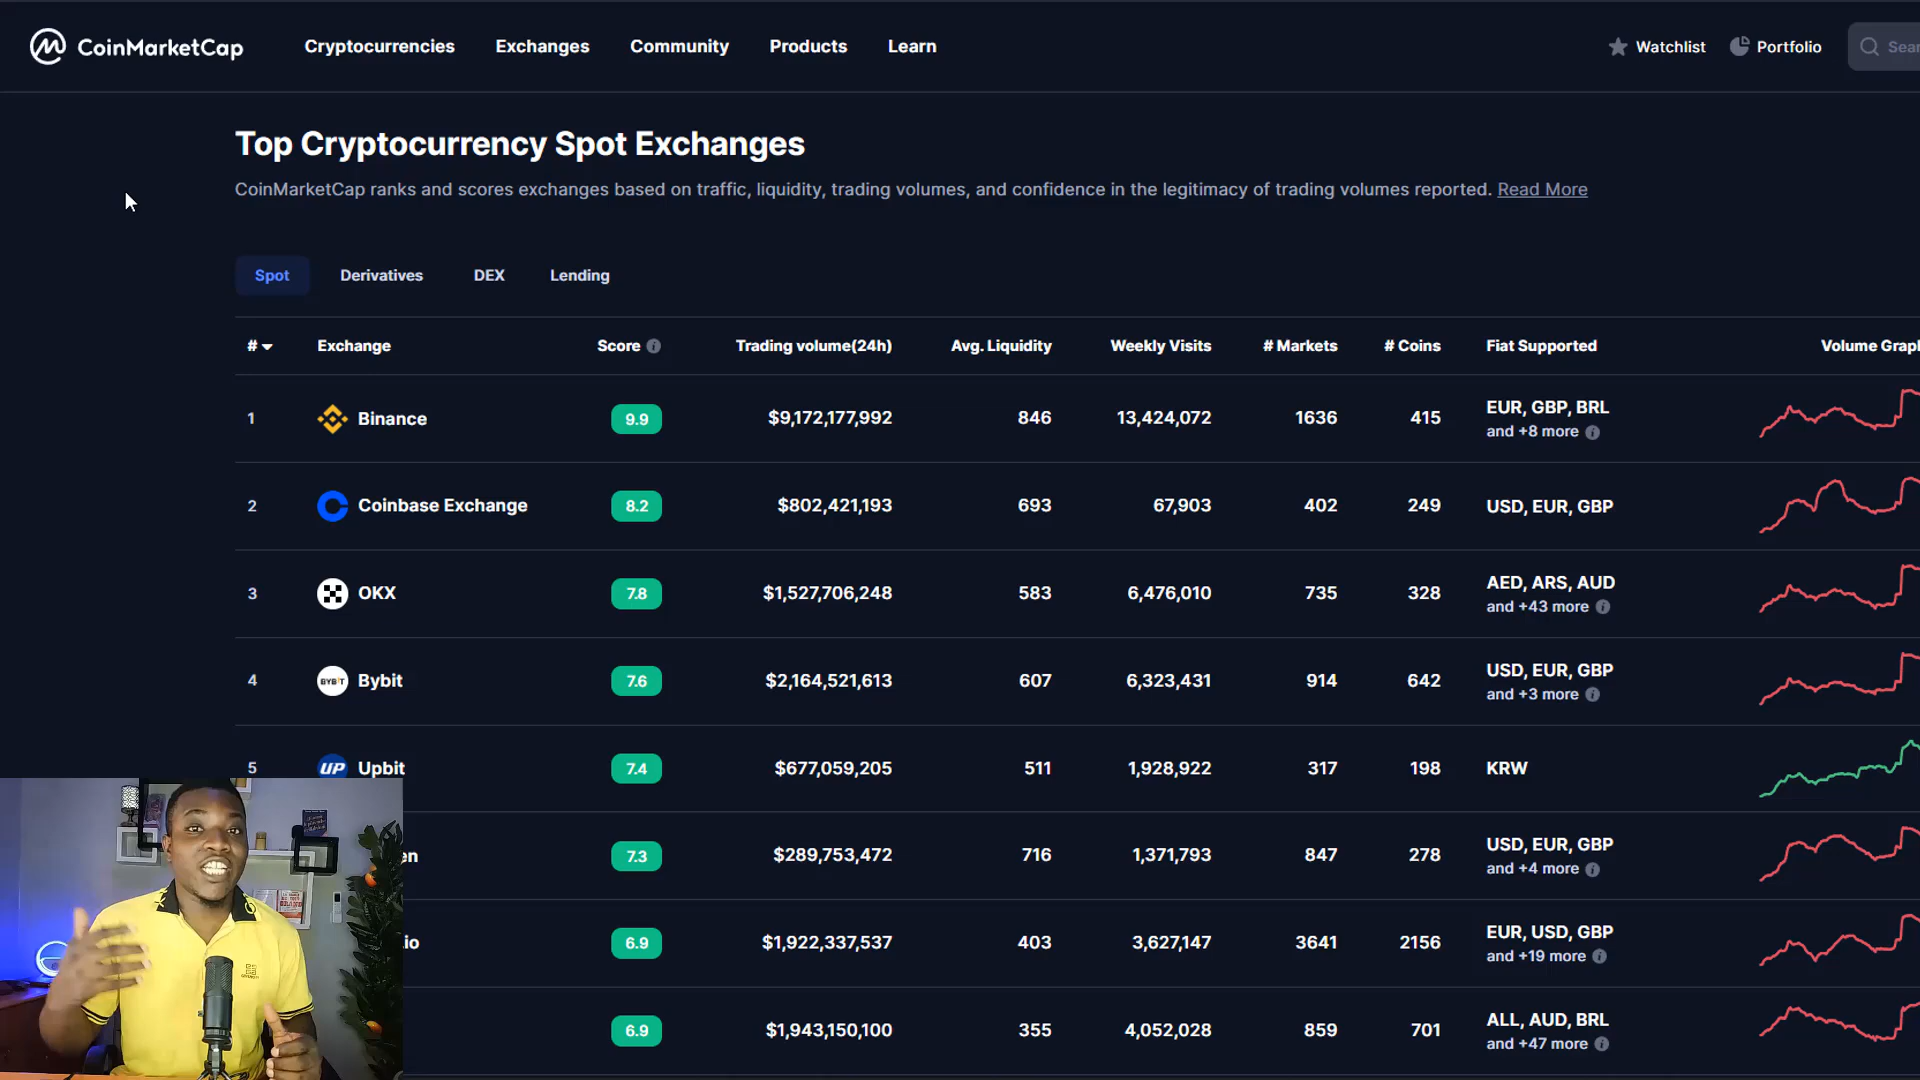 CoinMarketCap Cryptocurrencies Exchanges Community Products Learn Watchlist Portfolio
Top Cryptocurrency Spot Exchanges
CoinMarketCap ranks and scores exchanges based on traffic, liquidity, trading volumes, and confidence in the legitimacy of trading volumes reported. Read More
Spot Derivatives DEX Lending
# Exchange Score Trading volume(24h) Avg. Liquidity Weekly Visits # Markets # Coins Fiat Supported Volume Grap
1 Binance 9.9 $9,172,177,992 846 13,424,072 1636 415 EUR, GBP, BRL
and +8 more
2 Coinbase Exchange 8.2 $802,421,193 693 67,903 402 249 USD, EUR, GBP
3 OKX 7.8 $1,527,706,248 583 6,476,010 735 328 AED, ARS, AUD
and +43 more
4 BYBIT Bybit 7.6 $2,164,521,613 607 6,323,431 914 642 USD, EUR, GBP
and +3 more
5 UP Upbit 7.4 $677,059,205 511 1,928,922 317 198 KRW
en 7.3 $289,753,472 716 1,371,793 847 278 USD, EUR, GBP
and +4 more
io 6.9 $1,922,337,537 403 3,627,147 3641 2156 EUR, USD, GBP
and +19 more
6.9 $1,943,150,100 355 4,052,028 859 701 ALL, AUD, BRL
and +47 more